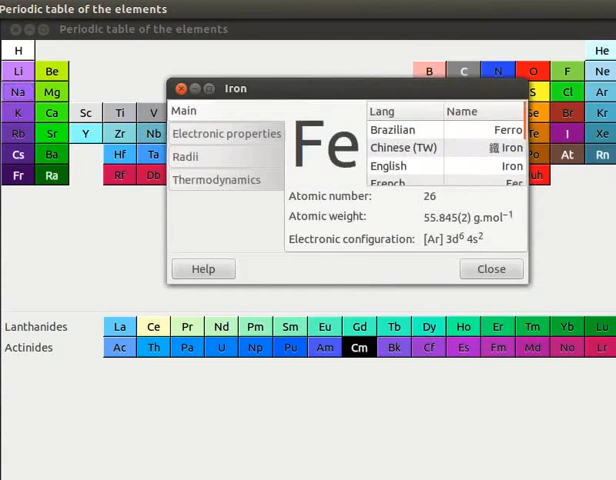 Periodic table of the elements
Periodic table of the elements
H He
Li Be B C N O F Ne
Iron
Na Mg S Cl Ar
Main Lang Name
K Ca Sc Ti V Se Br Kr
Fe
Brazilian Ferro
Electronic properties
Rb Sr Y Zr Nb I Xe
Chinese (TW) 鐵 Iron
Radii
Cs Ba Hf Ta Po At Rn
English Iron
Thermodynamics
French Fer
Fr Ra Rf Db uh
Atomic number: 26
Atomic weight: 55.845(2) g.mol⁻¹
Electronic configuration: [Ar] 3d⁶ 4s²
Help Close
Lanthanides La Ce Pr Nd Pm Sm Eu Gd Tb Dy Ho Er Tm Yb Lu
Actinides Ac Th Pa U Np Pu Am Cm Bk Cf Es Fm Md No Lr